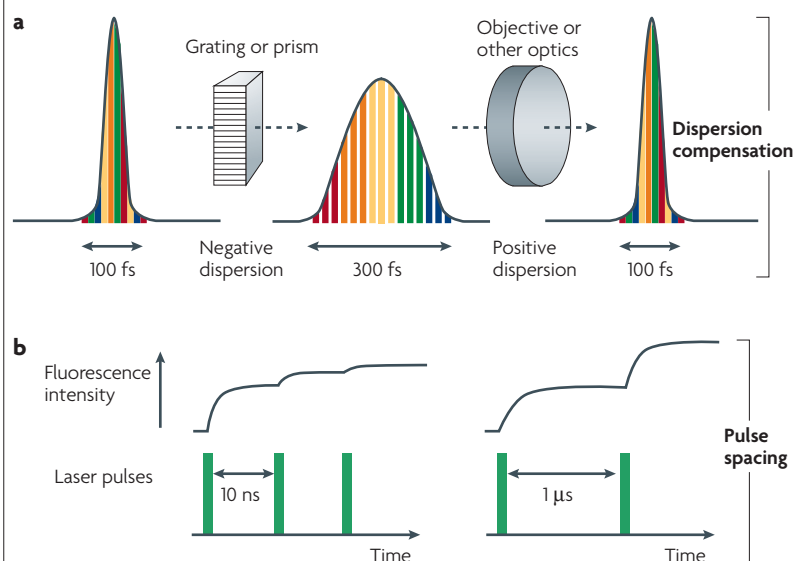 a
Grating or prism
Objective or
other optics
Dispersion
compensation
100 fs
Negative
dispersion
300 fs
Positive
dispersion
100 fs
b
Fluorescence
intensity
Pulse
spacing
Laser pulses
10 ns
1 μs
Time
Time